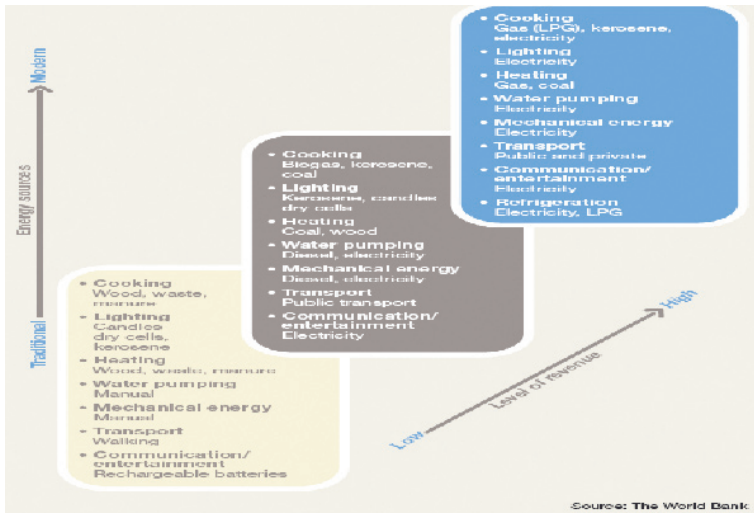 Modern
Energy sources
Traditional
• Cooking
Gas (LPG), kerosene,
electricity
• Lighting
Electricity
• Heating
Gas, coal
• Water pumping
Electricity
• Mechanical energy
Electricity
• Transport
Public and private
• Communication/
entertainment
Electricity
• Refrigeration
Electricity, LPG
• Cooking
Biogas, kerosene,
coal
• Lighting
Kerosene, candles
dry cells
• Heating
Coal, wood
• Water pumping
Diesel, electricity
• Mechanical energy
Diesel, electricity
• Transport
Public transport
• Communication/
entertainment
Electricity
• Cooking
Wood, waste,
manure
• Lighting
Candles
dry cells,
kerosene
• Heating
Wood, waste, manure
• Water pumping
Manual
• Mechanical energy
Manual
• Transport
Walking
• Communication/
entertainment
Rechargeable batteries
Low
Level of revenue
High
Source: The World Bank